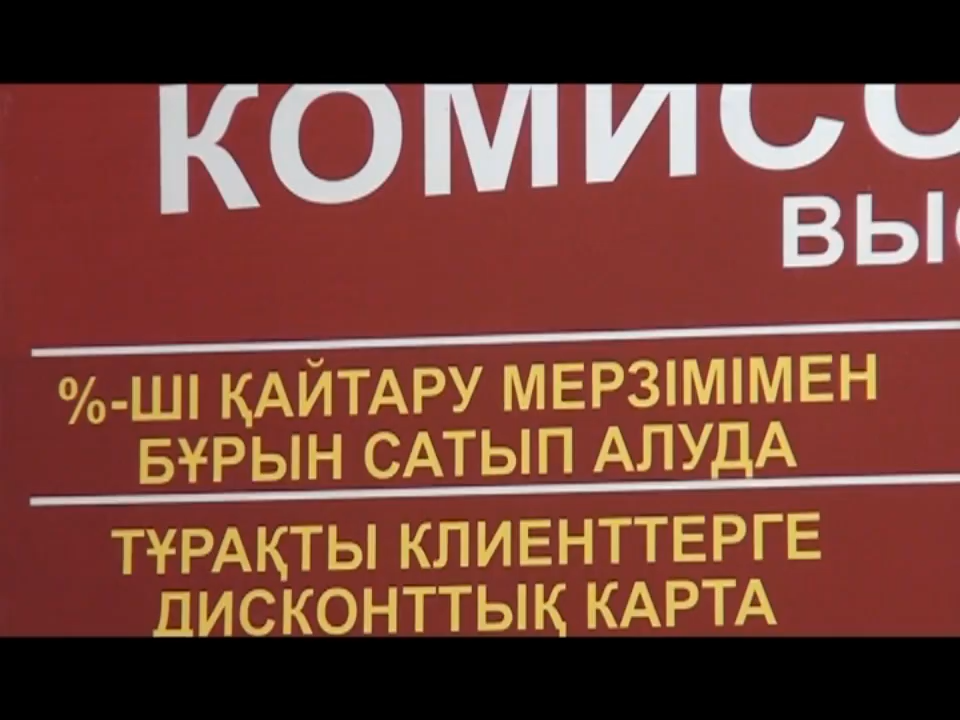 %-ШІ ҚАЙТАРУ МЕРЗІМІМЕН
БҰРЫН САТЫП АЛУДА
ТҰРАҚТЫ КЛИЕНТТЕРГЕ
ДИСКОНТТЫҚ КАРТА